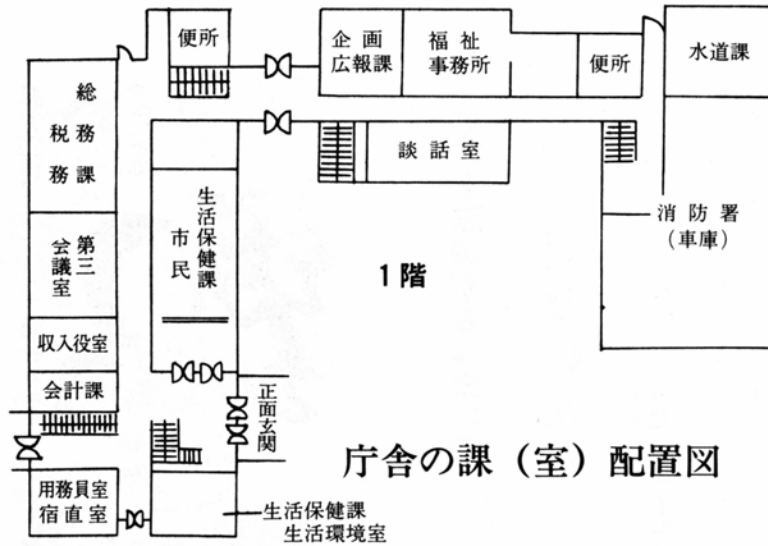 便所
企画
広報課
福祉
事務所
便所
水道課
総
税務
務課
談話室
生活保健課
市民
消防署
(車庫)
第三
会議室
1階
収入役室
会計課
正面玄関
庁舎の課（室）配置図
用務員室
宿直室
生活保健課
生活環境室